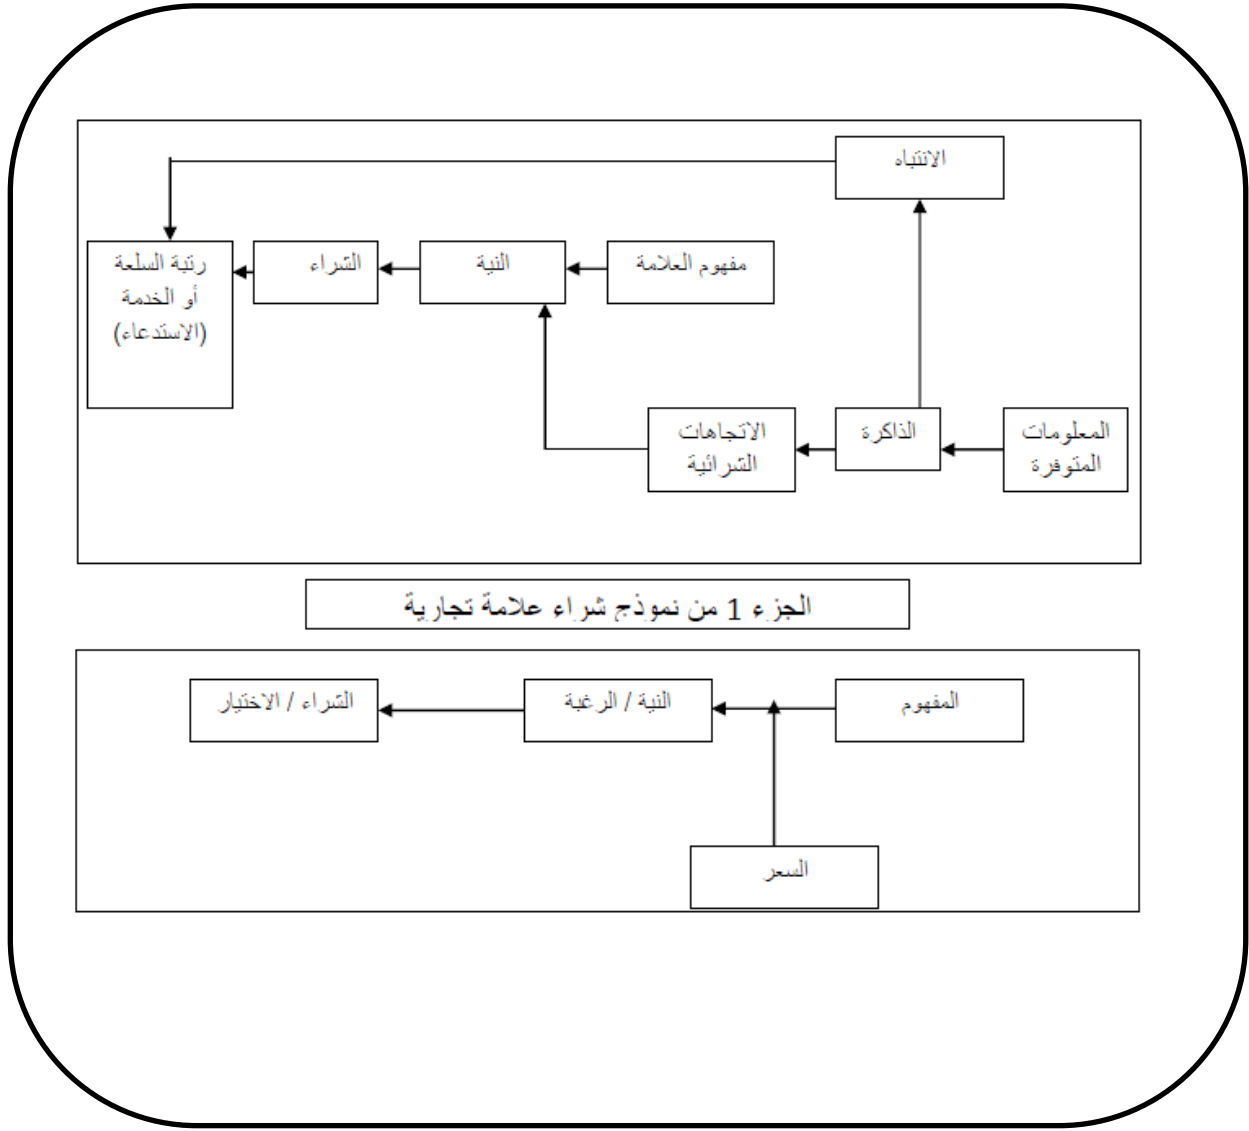 الانتباه
مفهوم العلامة
النية
الشراء
رتبة السلعة
أو الخدمة
(الاستدعاء)
المعلومات
المتوفرة
الذاكرة
الاتجاهات
الشرائية
الجزء 1 من نموذج شراء علامة تجارية
المفهوم
النية / الرغبة
الشراء / الاختيار
السعر